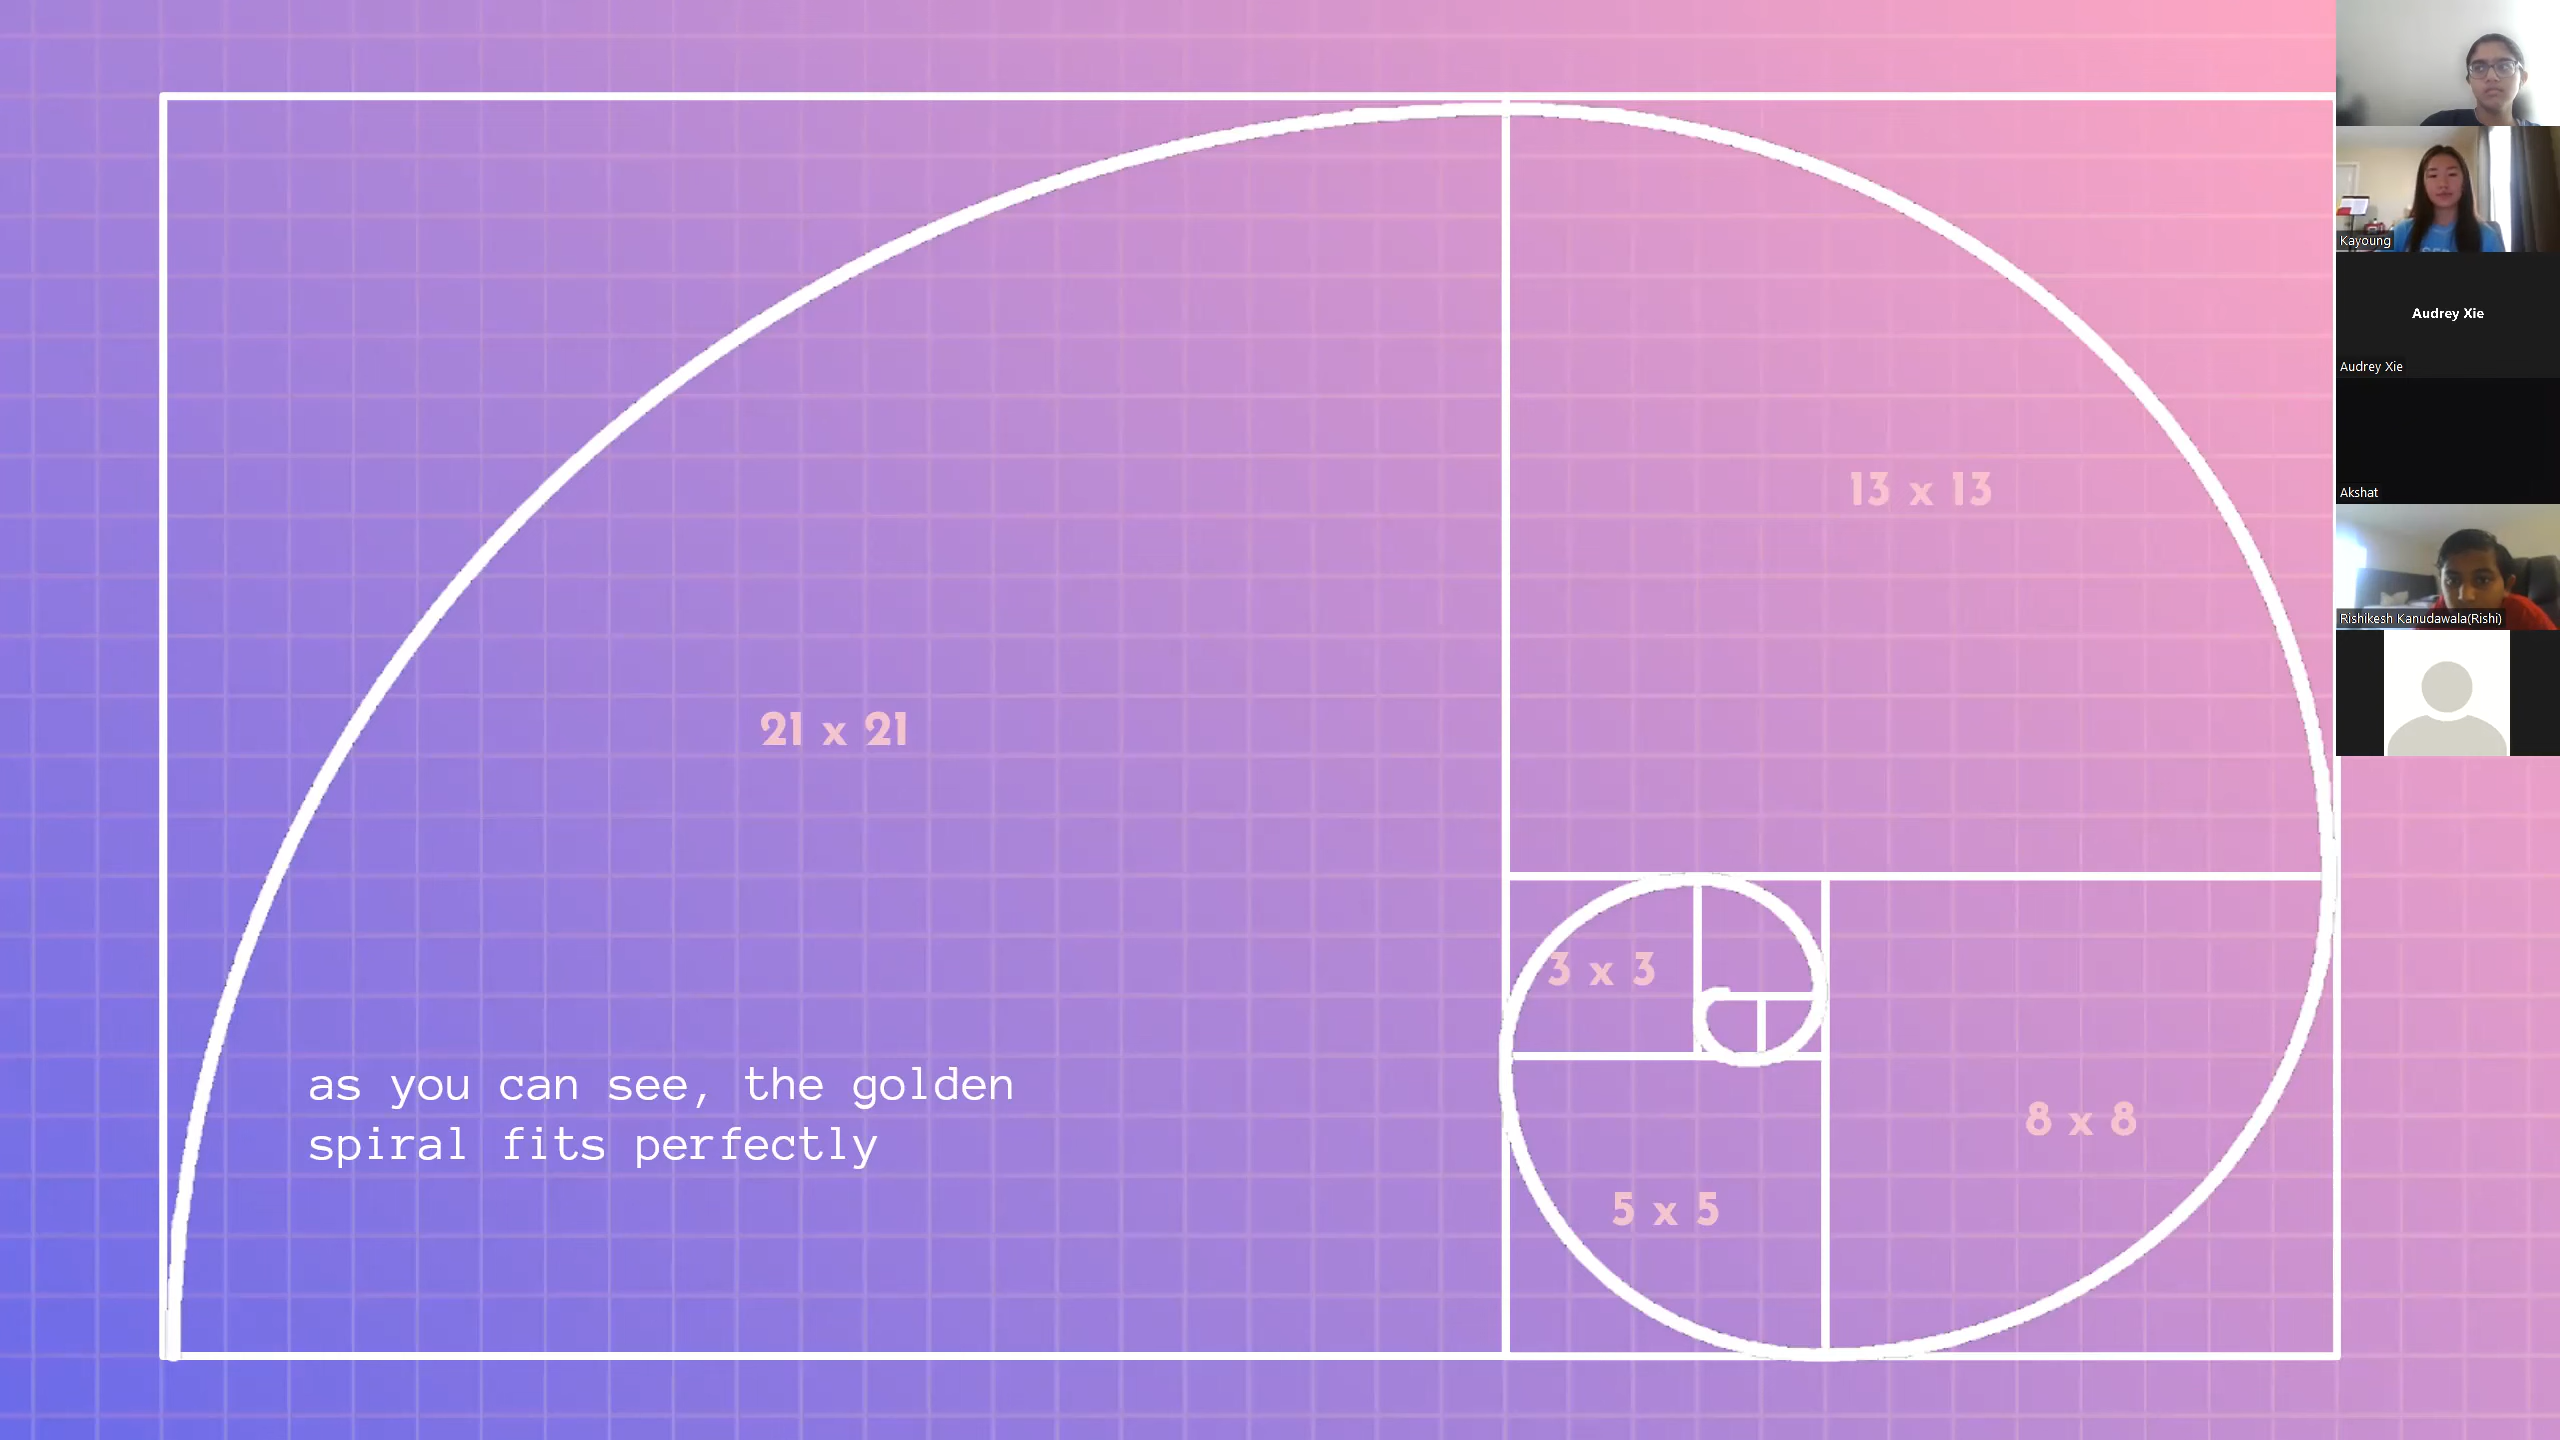 13 x 13
21 x 21
3 x 3
as you can see, the golden
spiral fits perfectly
8 x 8
5 x 5
Kayoung
Audrey Xie
Audrey Xie
Akshat
Rishikesh Kanudawala(Rishi)